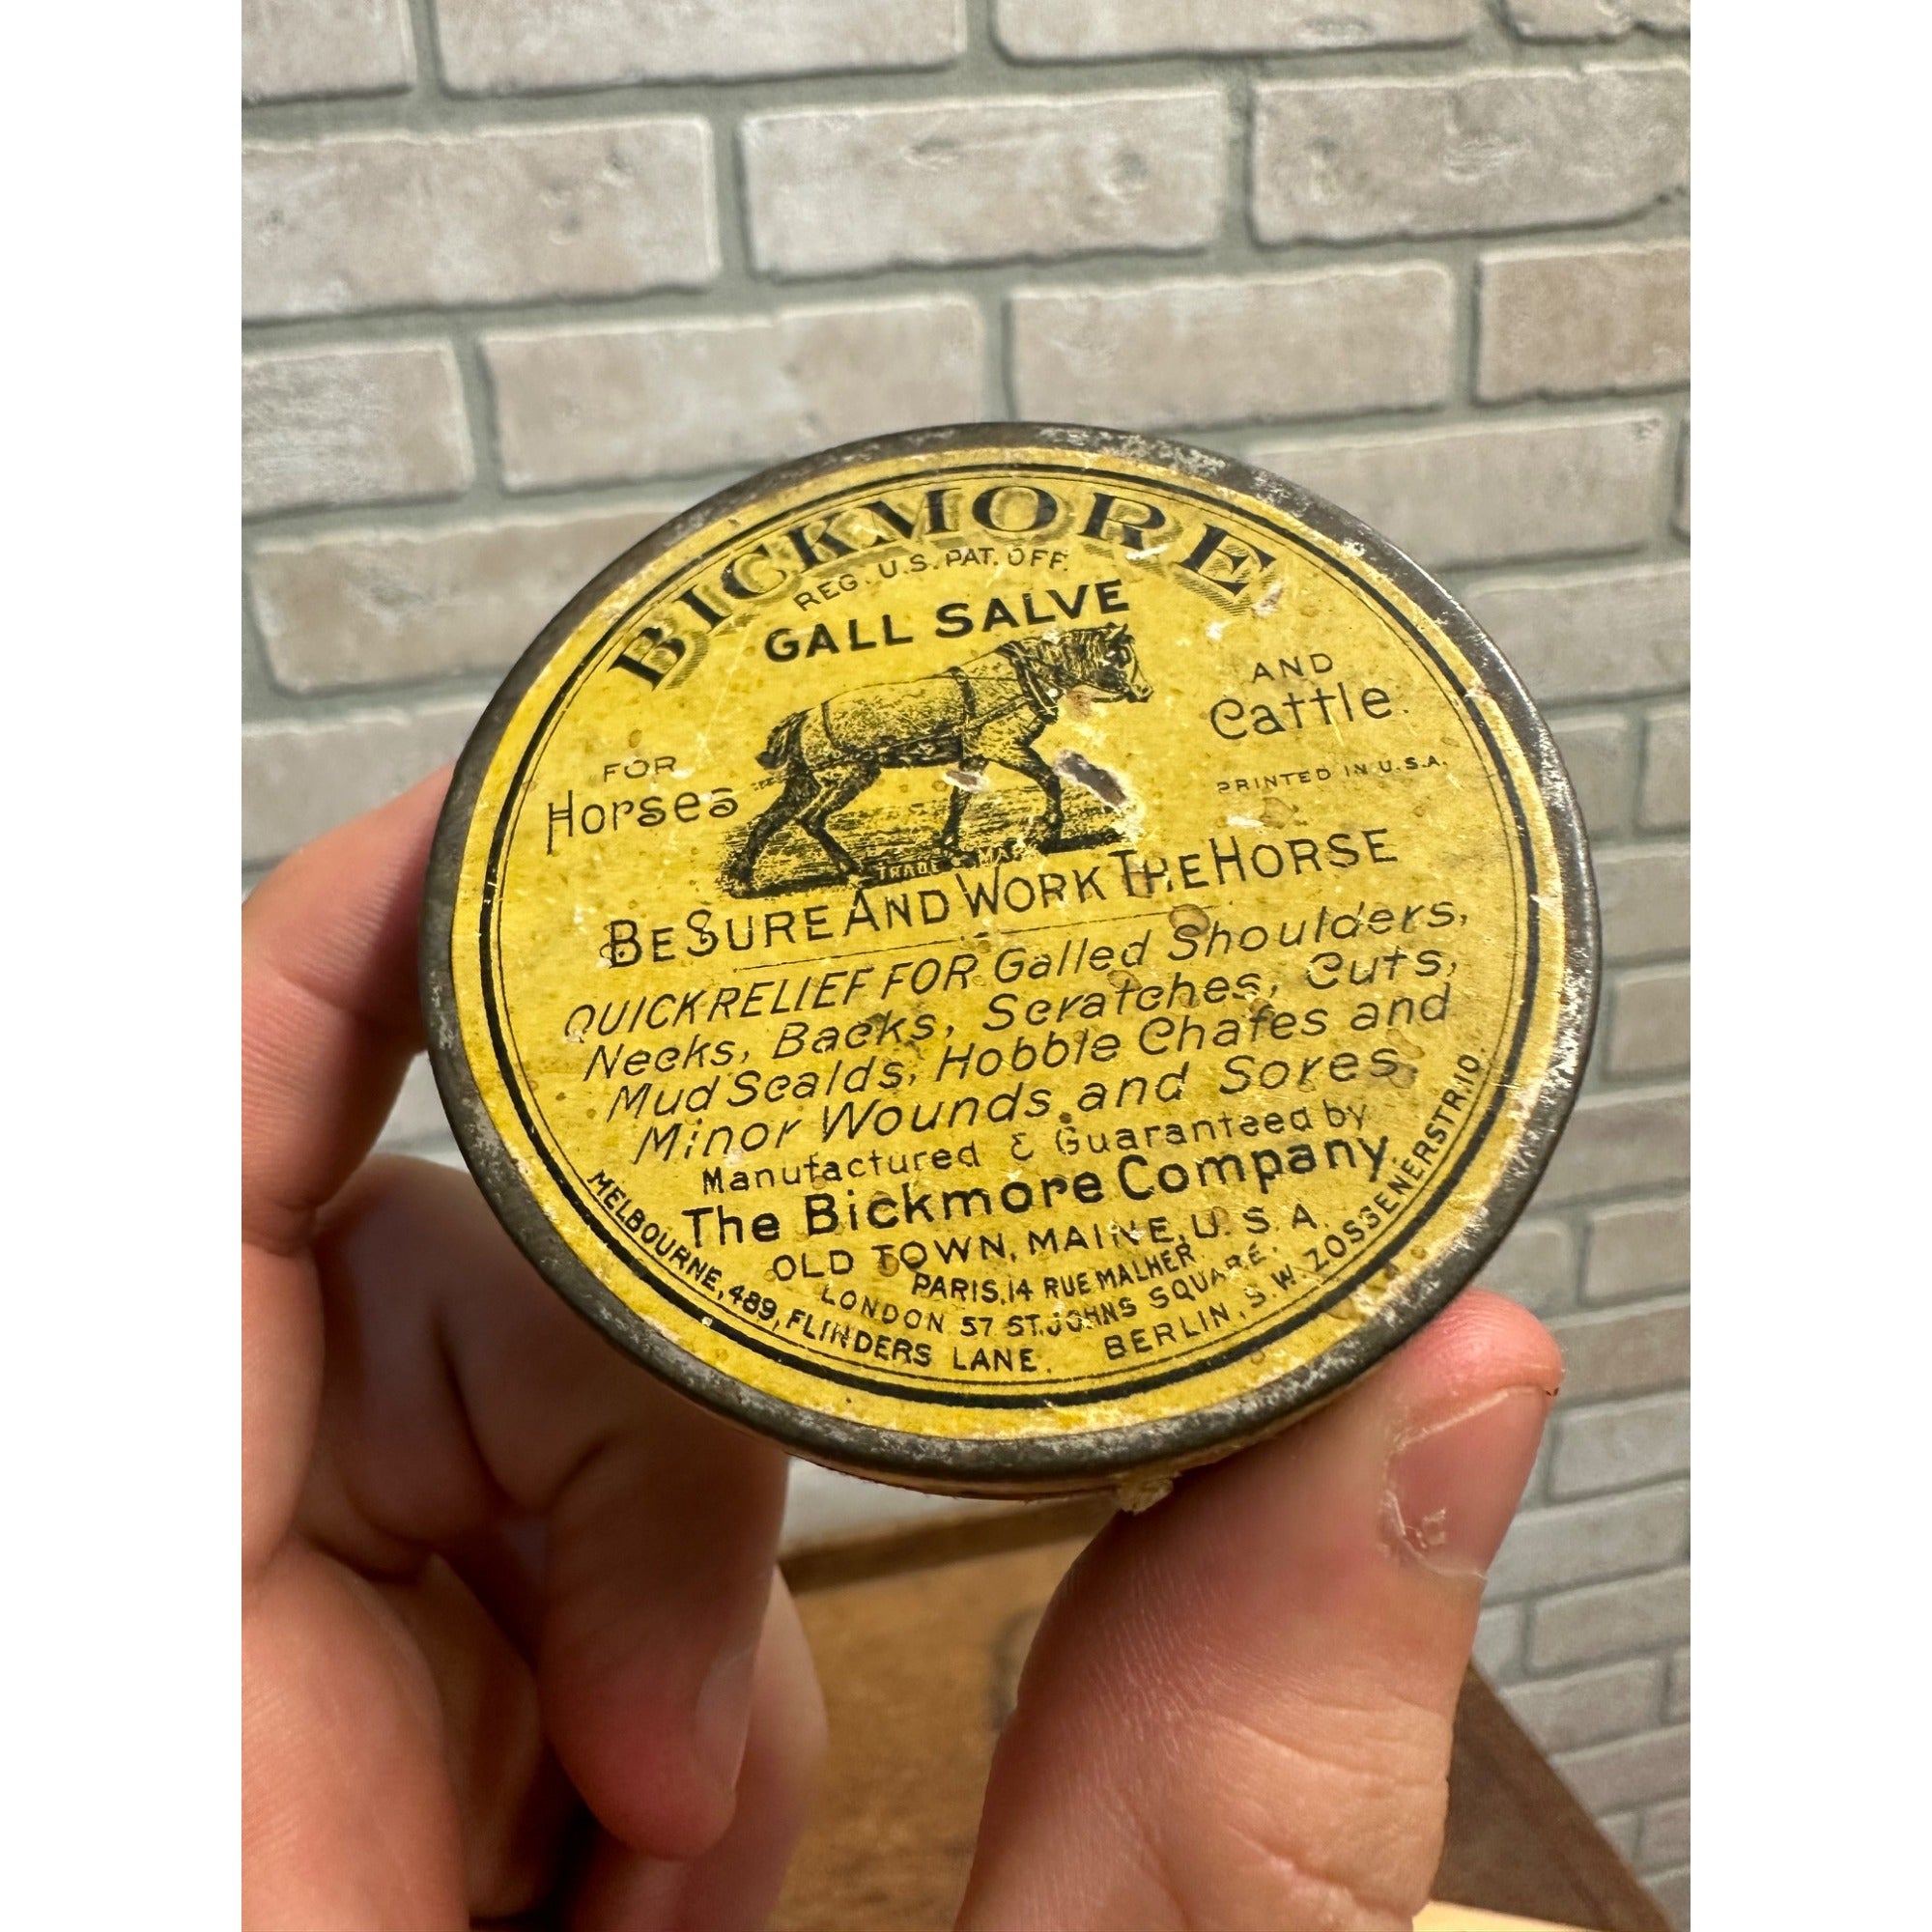 BICKMORE
REG. U.S. PAT. OFF.
GALL SALVE
FOR
Horses
AND
Cattle.
PRINTED IN U.S.A.
TRADE MARK
BE SURE AND WORK THE HORSE
QUICK RELIEF FOR Galled Shoulders,
Necks, Backs, Scratches, Cuts,
Mud Scalds, Hobble Chafes and
Minor Wounds and Sores.
Manufactured & Guaranteed by
The Bickmore Company.
OLD TOWN, MAINE, U.S.A.
PARIS, 14 RUE MALHER.
LONDON 57 ST. JOHNS SQUARE.
MELBOURNE, 489, FLINDERS LANE.
BERLIN, S.W. ZOSSENERSTR. 10.